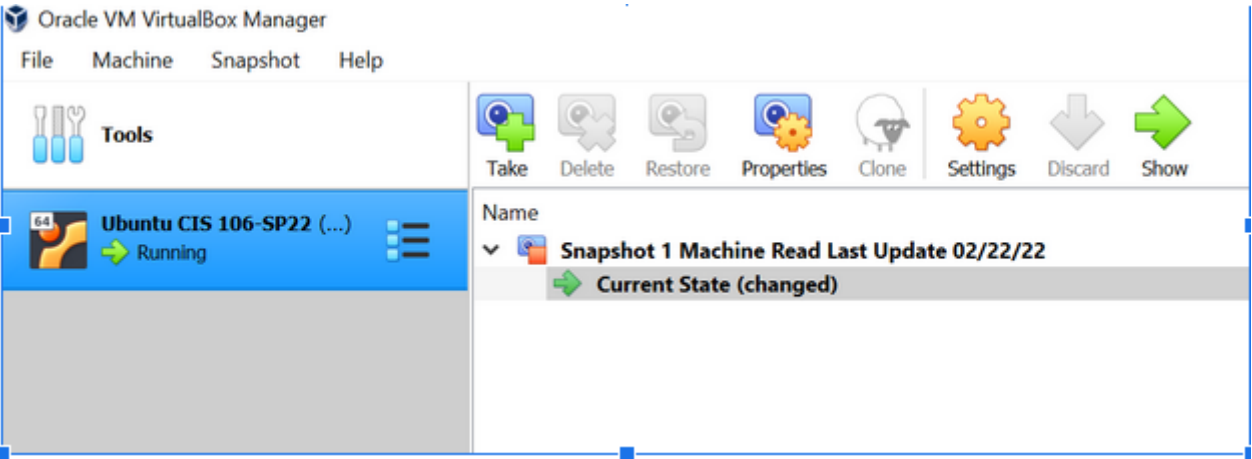 Oracle VM VirtualBox Manager
File Machine Snapshot Help
Tools
Take Delete Restore Properties Clone Settings Discard Show
64
Ubuntu CIS 106-SP22 (...)
Running
Name
Snapshot 1 Machine Read Last Update 02/22/22
Current State (changed)